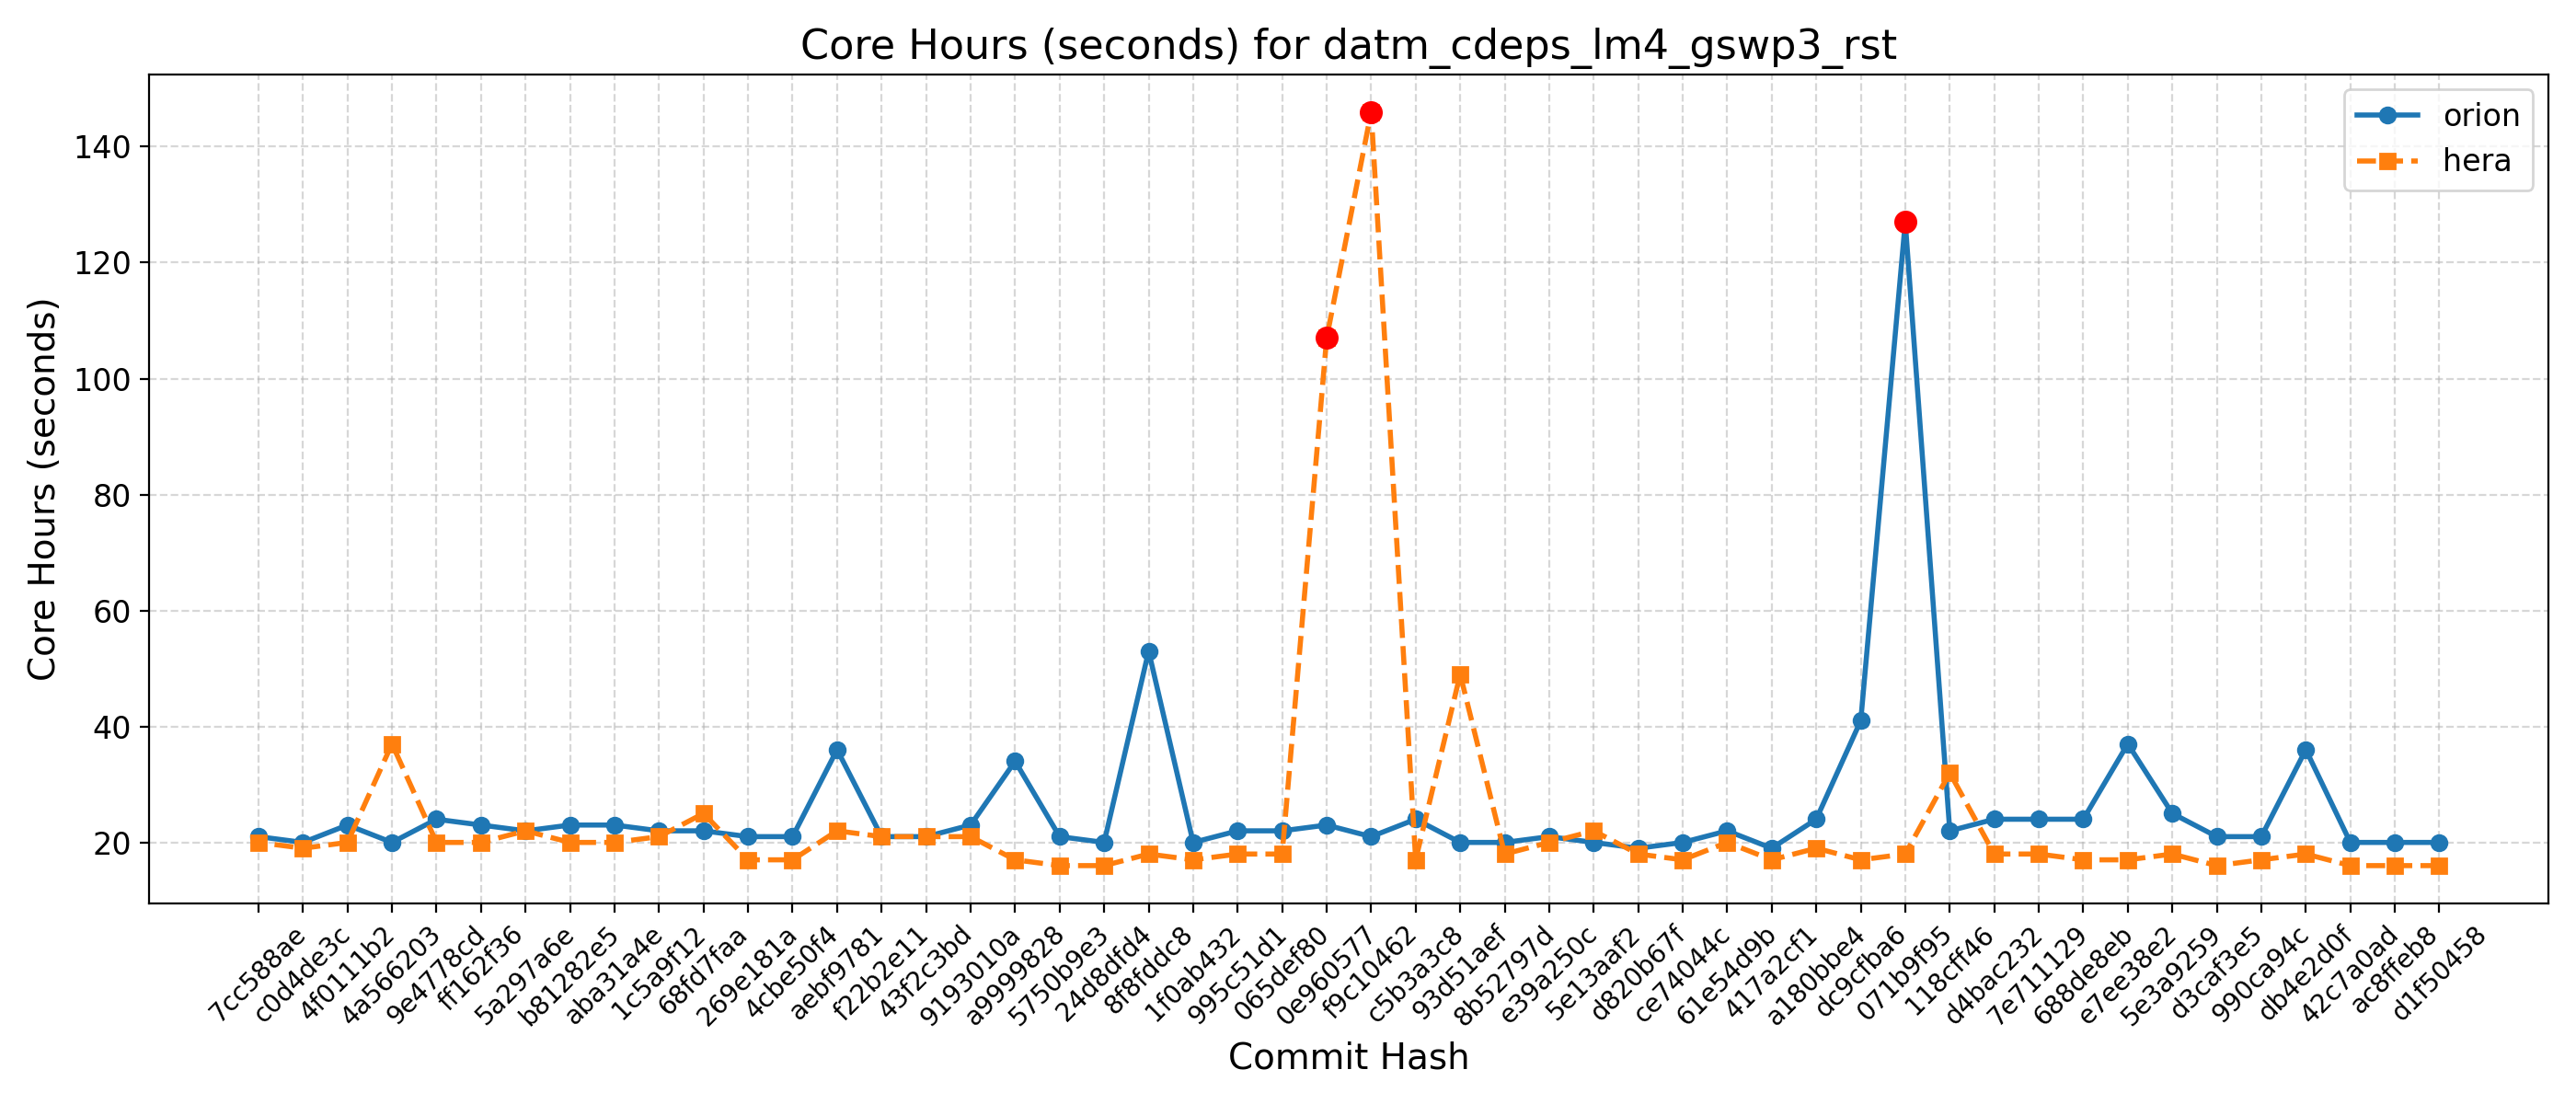 Core Hours (seconds) for datm_cdeps_lm4_gswp3_rst
orion
hera
Core Hours (seconds)
140
120
100
80
60
40
20
7cc588ae
c0d4de3c
4f0111b2
4a566203
9e4778cd
ff162f36
5a297a6e
b81282e5
aba31a4e
1c5a9f12
68fd7faa
269e181a
4cbe50f4
aebf9781
f22b2e11
43f2c3bd
9193010a
a9999828
5750b9e3
24d8dfd4
8f8fddc8
1f0ab432
995c51d1
065def80
0e960577
f9c10462
c5b3a3c8
93d51aef
8b52797d
e39a250c
5e13aaf2
d820b67f
ce74044c
61e54d9b
417a2cf1
a180bbe4
dc9cfba6
071b9f95
118cff46
d4bac232
7e711129
688de8eb
e7ee38e2
5e3a9259
d3caf3e5
990ca94c
db4e2d0f
42c7a0ad
ac8ffeb8
d1f50458
Commit Hash